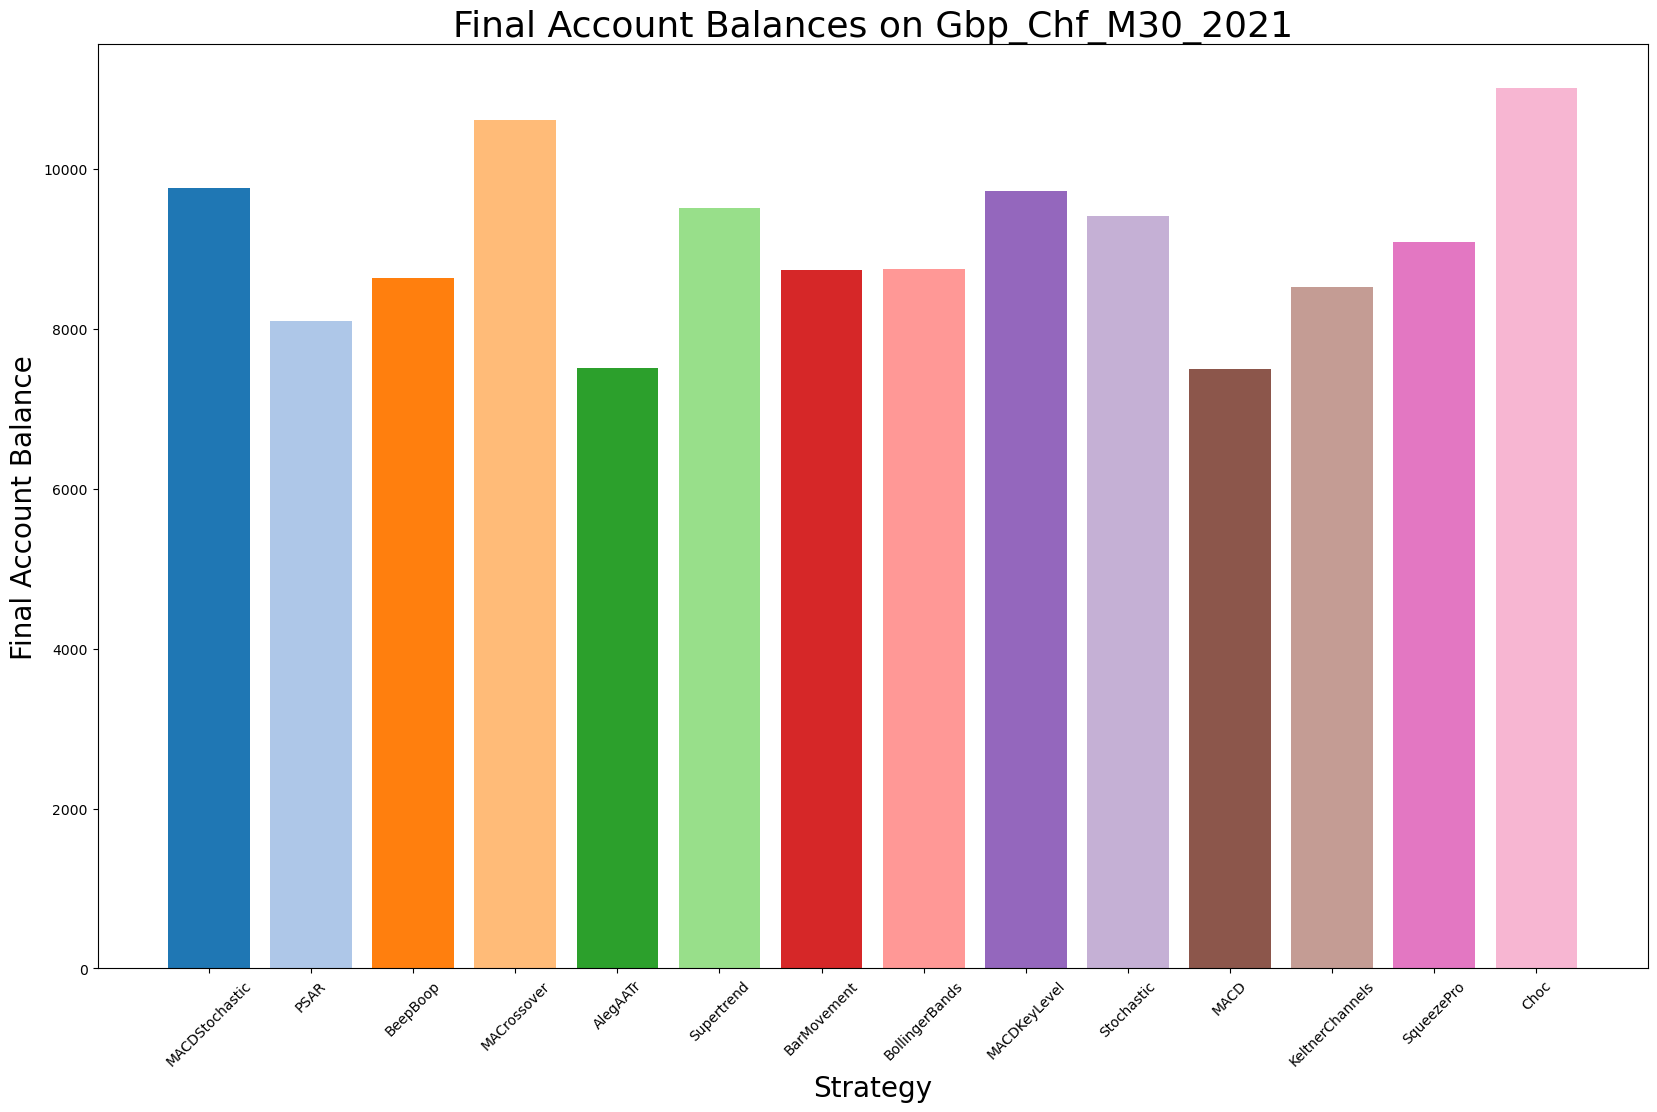 Final Account Balances on Gbp_Chf_M30_2021
Final Account Balance
10000
8000
6000
4000
2000
0
MACDStochastic
PSAR
BeepBoop
MACrossover
AlegAATr
Supertrend
BarMovement
BollingerBands
MACDKeyLevel
Stochastic
MACD
KeltnerChannels
SqueezePro
Choc
Strategy